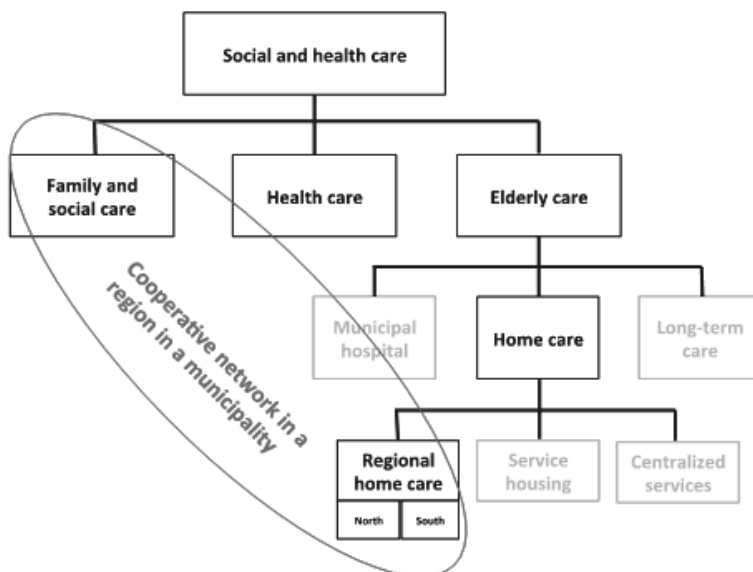 Social and health care
Family and
social care
Health care
Elderly care
Cooperative network in a
region in a municipality
Municipal
hospital
Home care
Long-term
care
Regional
home care
North
South
Service
housing
Centralized
services